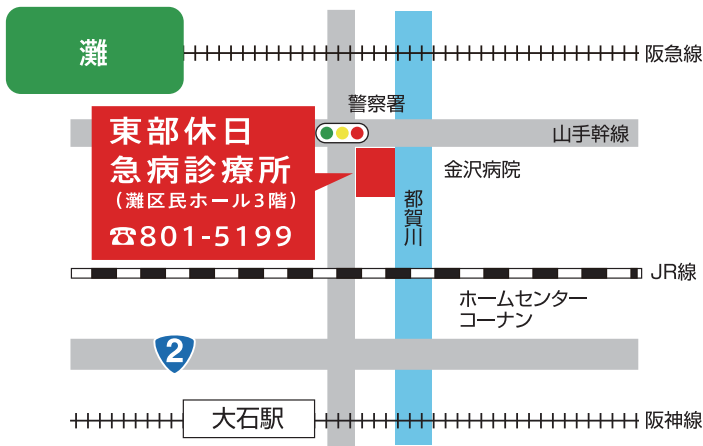 灘
阪急線
警察署
山手幹線
東部休日
急病診療所
（灘区民ホール3階）
☎801-5199
金沢病院
都賀川
JR線
ホームセンター
コーナン
2
大石駅
阪神線